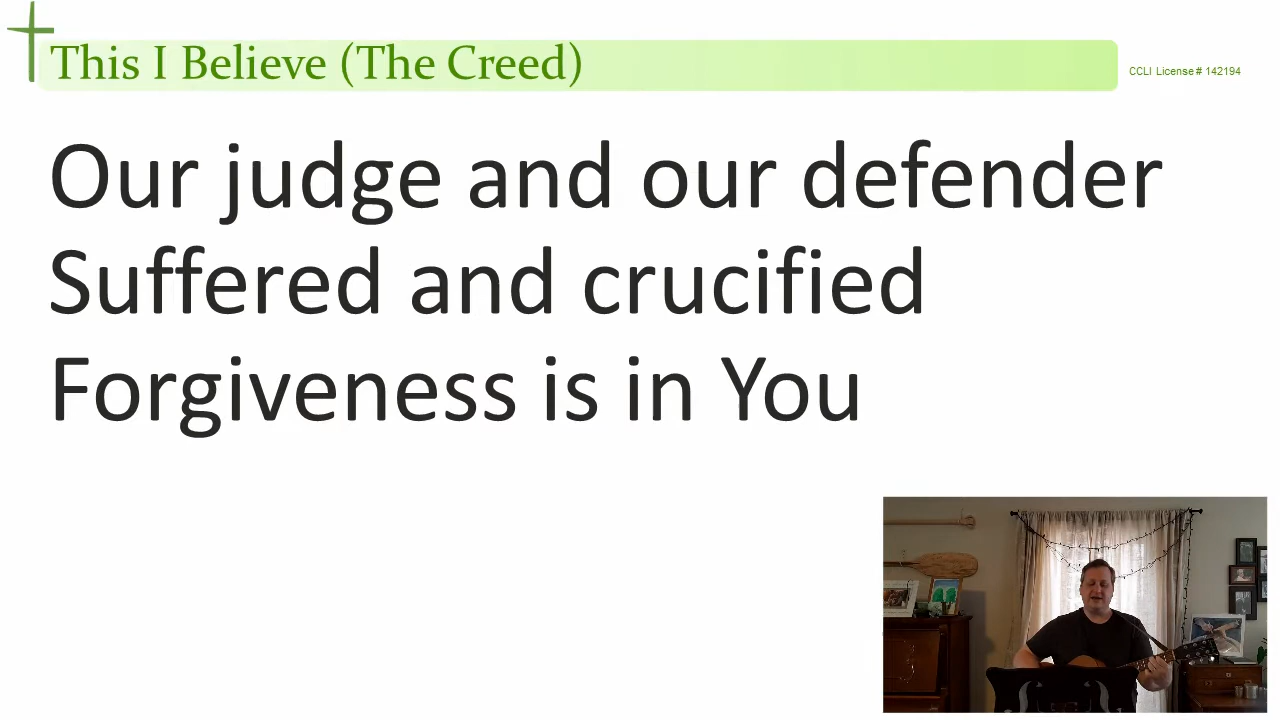 This I Believe (The Creed)
CCLI License # 142194
Our judge and our defender
Suffered and crucified
Forgiveness is in You